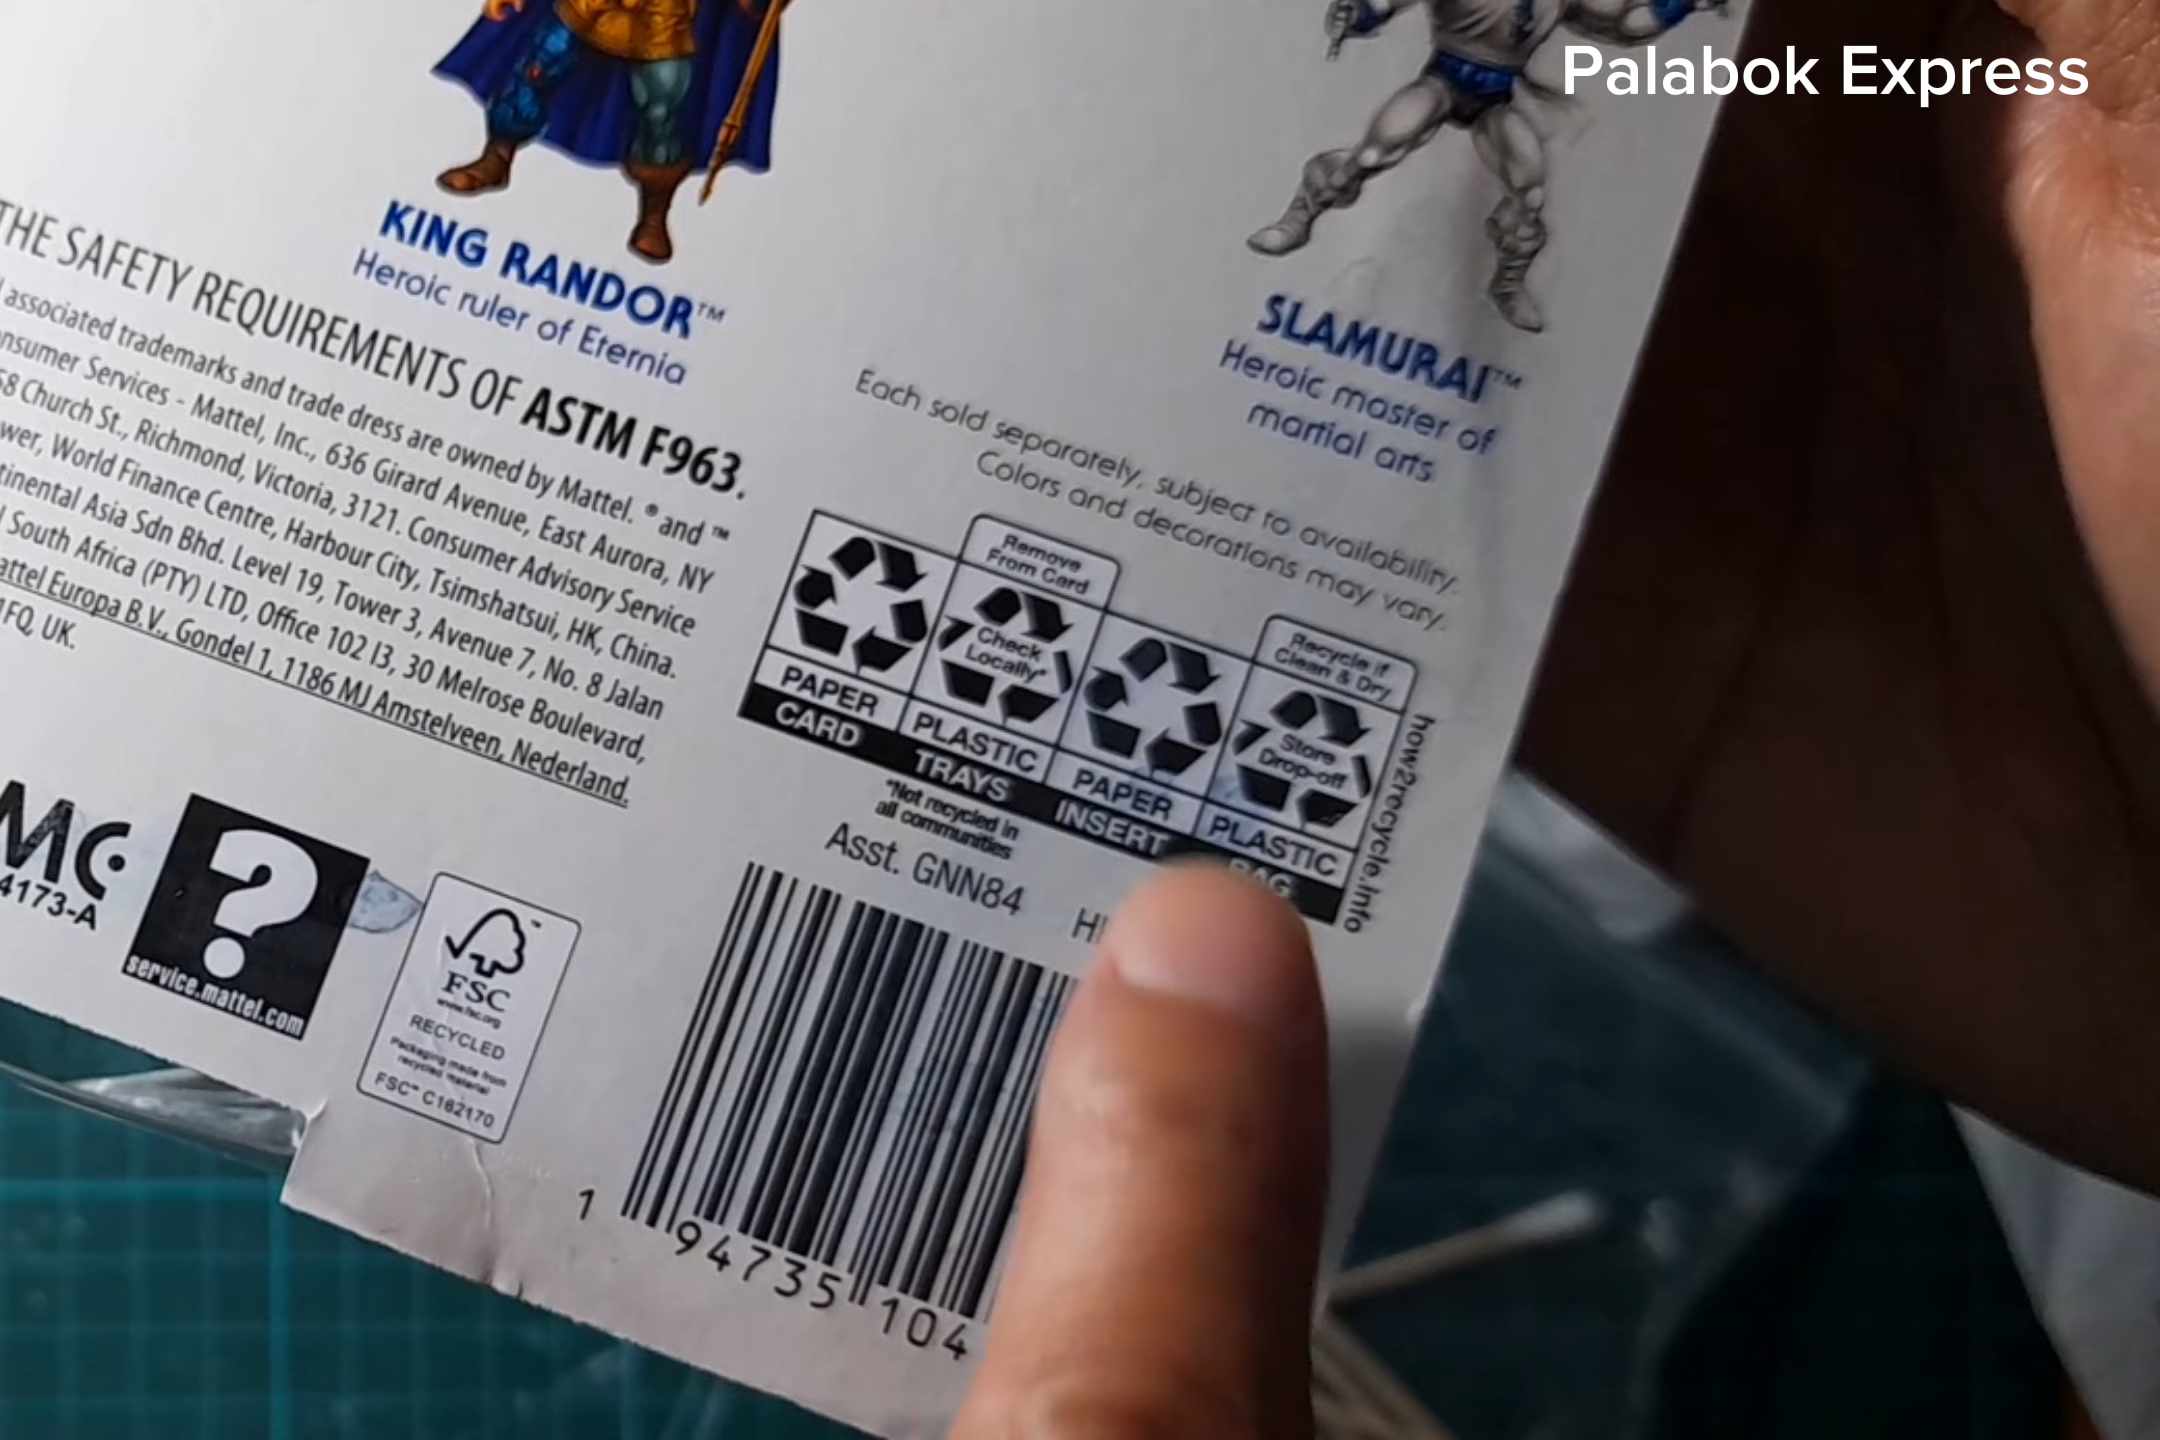 Palabok Express
KING RANDOR™
Heroic ruler of Eternia
SLAMURAI™
Heroic master of
martial arts
THE SAFETY REQUIREMENTS OF ASTM F963.
associated trademarks and trade dress are owned by Mattel. ® and ™
Consumer Services - Mattel, Inc., 636 Girard Avenue, East Aurora, NY
68 Church St., Richmond, Victoria, 3121. Consumer Advisory Service
wer, World Finance Centre, Harbour City, Tsimshatsui, HK, China.
tinental Asia Sdn Bhd. Level 19, Tower 3, Avenue 7, No. 8 Jalan
South Africa (PTY) LTD, Office 102 I3, 30 Melrose Boulevard,
attel Europa B.V., Gondel 1, 1186 MJ Amstelveen, Nederland.
1FQ, UK.
Each sold separately, subject to availability.
Colors and decorations may vary.
Remove
From Card
Recycle if
Clean & Dry
Check
Locally*
Store
Drop-off
PAPER
PLASTIC
PAPER
PLASTIC
CARD
TRAYS
INSERT
BAG
how2recycle.info
*Not recycled in
all communities
Asst. GNN84
4173-A
service.mattel.com
FSC™
www.fsc.org
RECYCLED
Packaging made from
recycled material
FSC™ C162170
1 94735 104